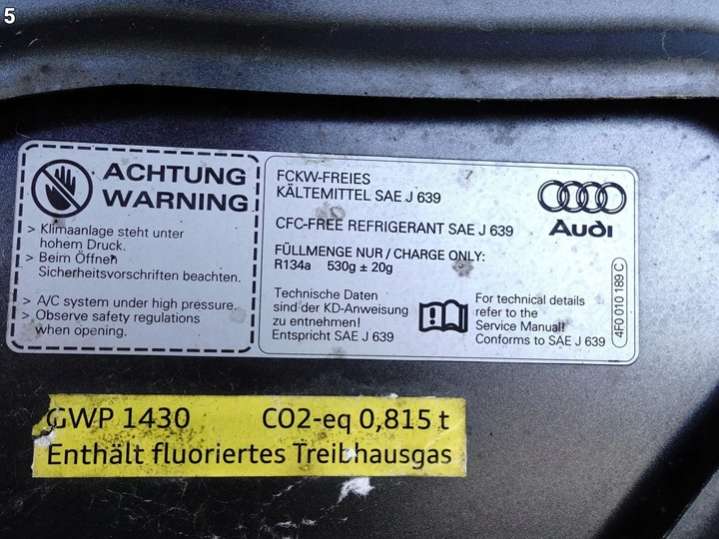 5
ACHTUNG
WARNING
> Klimaanlage steht unter
hohem Druck.
> Beim Öffnen
Sicherheitsvorschriften beachten.
> A/C system under high pressure.
> Observe safety regulations
when opening.
FCKW-FREIES
KÄLTEMITTEL SAE J 639
CFC-FREE REFRIGERANT SAE J 639
FÜLLMENGE NUR / CHARGE ONLY:
R134a 530g ± 20g
Technische Daten
sind der KD-Anweisung
zu entnehmen!
Entspricht SAE J 639
For technical details
refer to the
Service Manual!
Conforms to SAE J 639
Audi
4F0 010 189 C
GWP 1430 CO2-eq 0,815 t
Enthält fluoriertes Treibhausgas